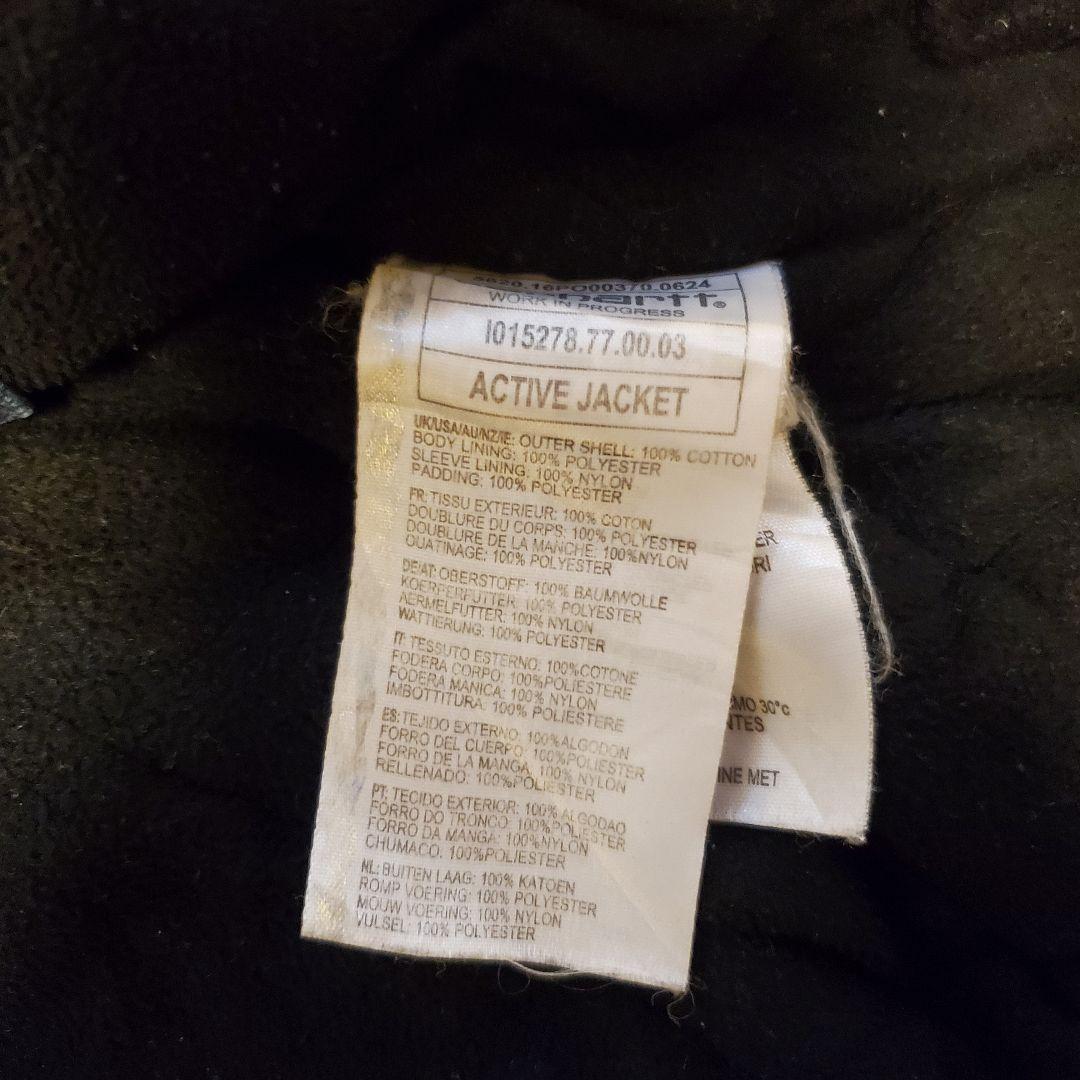 5620.16PO00370.0624
WORK IN PROGRESS
I015278.77.00.03
ACTIVE JACKET
UK/USA/AU/NZ/IE: OUTER SHELL: 100% COTTON
BODY LINING: 100% POLYESTER
SLEEVE LINING: 100% NYLON
PADDING: 100% POLYESTER
FR: TISSU EXTERIEUR: 100% COTON
DOUBLURE DU CORPS: 100% POLYESTER
DOUBLURE DE LA MANCHE: 100%NYLON
OUATINAGE: 100% POLYESTER
DE/AT: OBERSTOFF: 100% BAUMWOLLE
KOERPERFUTTER: 100% POLYESTER
AERMELFUTTER: 100% NYLON
WATTIERUNG: 100% POLYESTER
IT: TESSUTO ESTERNO: 100%COTONE
FODERA CORPO: 100%POLIESTERE
FODERA MANICA: 100% NYLON
IMBOTTITURA: 100% POLIESTERE
ES: TEJIDO EXTERNO: 100%ALGODON
FORRO DEL CUERPO: 100%POLIESTER
FORRO DE LA MANGA: 100% NYLON
RELLENADO: 100%POLIESTER
PT: TECIDO EXTERIOR: 100% ALGODAO
FORRO DO TRONCO: 100%POLIESTER
FORRO DA MANGA: 100%NYLON
CHUMACO: 100%POLIESTER
NL: BUITEN LAAG: 100% KATOEN
ROMP VOERING: 100% POLYESTER
MOUW VOERING: 100% NYLON
VULSEL: 100% POLYESTER
30°c
MET